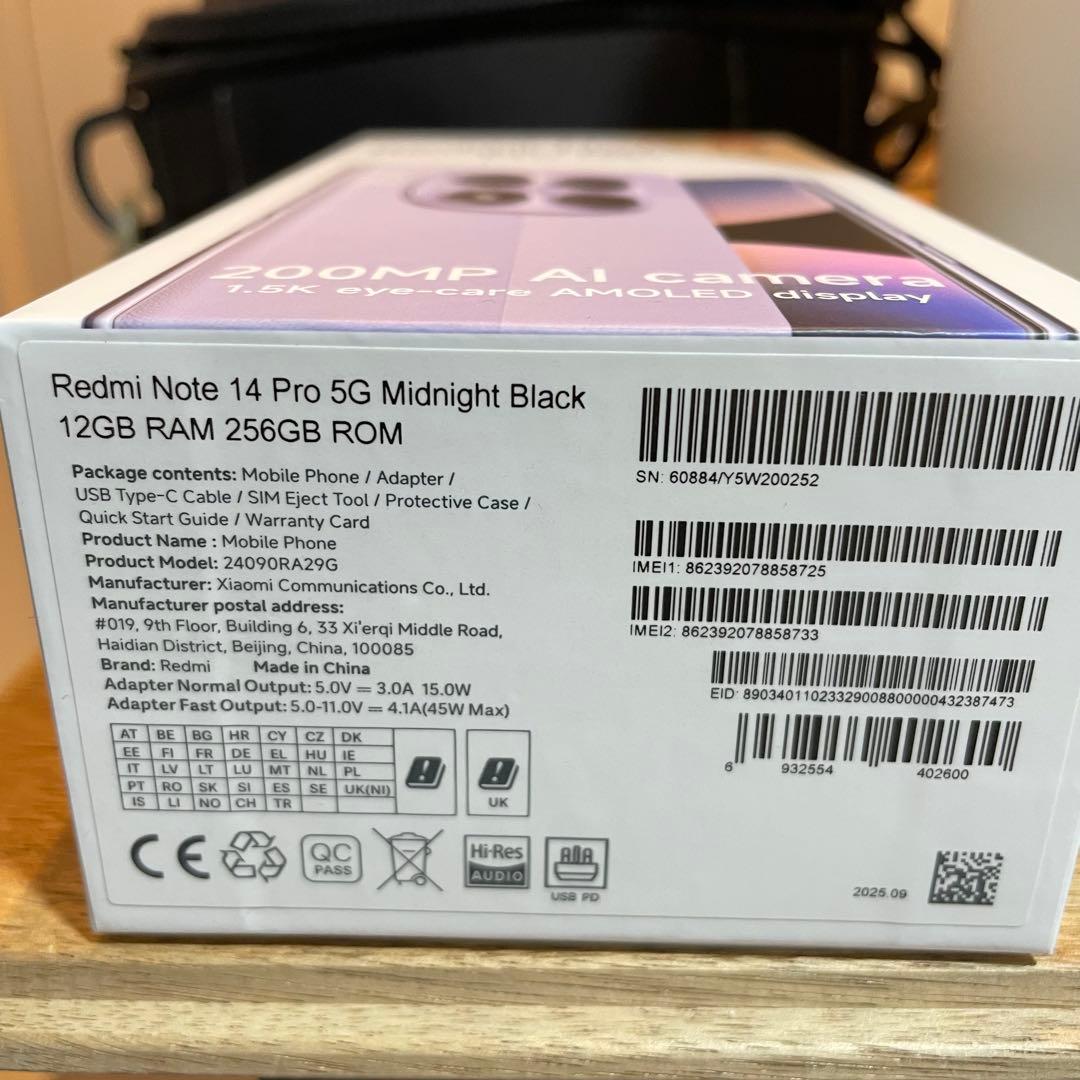 200MP AI camera
1.5K eye-care AMOLED display
Redmi Note 14 Pro 5G Midnight Black
12GB RAM 256GB ROM
Package contents: Mobile Phone / Adapter /
USB Type-C Cable / SIM Eject Tool / Protective Case /
Quick Start Guide / Warranty Card
Product Name : Mobile Phone
Product Model: 24090RA29G
Manufacturer: Xiaomi Communications Co., Ltd.
Manufacturer postal address:
#019, 9th Floor, Building 6, 33 Xi'erqi Middle Road,
Haidian District, Beijing, China, 100085
Brand: Redmi Made in China
Adapter Normal Output: 5.0V = 3.0A 15.0W
Adapter Fast Output: 5.0-11.0V = 4.1A(45W Max)
AT BE BG HR CY CZ DK
EE FI FR DE EL HU IE
IT LV LT LU MT NL PL
PT RO SK SI ES SE UK(NI)
IS LI NO CH TR
UK
CE
QC
PASS
Hi-Res
AUDIO
USB PD
SN: 60884/Y5W200252
IMEI1: 862392078858725
IMEI2: 862392078858733
EID: 89034011023329008800000432387473
6 932554 402600
2025.09